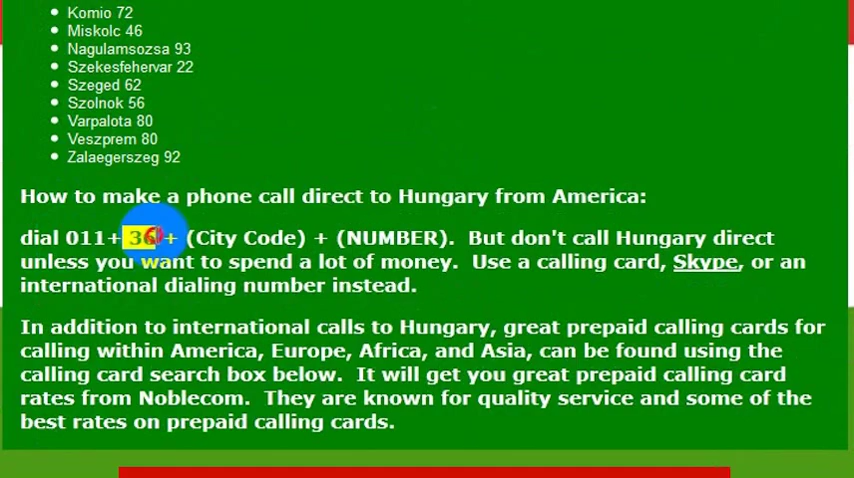 Komio 72
Miskolc 46
Nagulamsozsa 93
Szekesfehervar 22
Szeged 62
Szolnok 56
Varpalota 80
Veszprem 80
Zalaegerszeg 92
How to make a phone call direct to Hungary from America:
dial 011+ 36 + (City Code) + (NUMBER).  But don't call Hungary direct
unless you want to spend a lot of money.  Use a calling card, Skype, or an
international dialing number instead.
In addition to international calls to Hungary, great prepaid calling cards for
calling within America, Europe, Africa, and Asia, can be found using the
calling card search box below.  It will get you great prepaid calling card
rates from Noblecom.  They are known for quality service and some of the
best rates on prepaid calling cards.